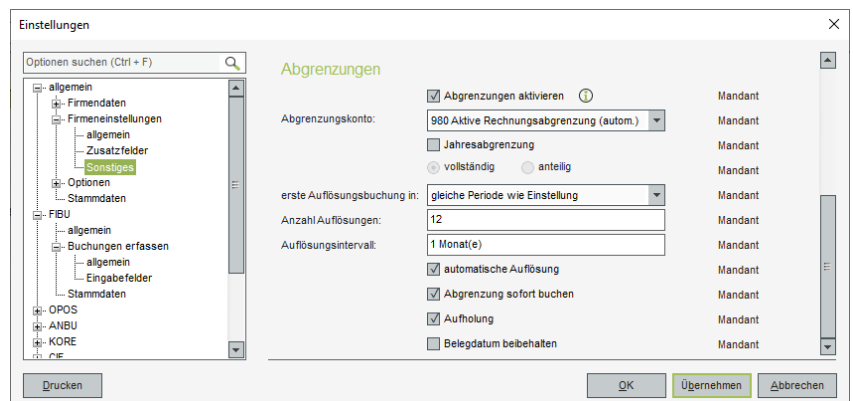 Einstellungen
Optionen suchen (Ctrl + F)
allgemein
Firmendaten
Firmeneinstellungen
allgemein
Zusatzfelder
Sonstiges
Optionen
Stammdaten
FIBU
allgemein
Buchungen erfassen
allgemein
Eingabefelder
Stammdaten
OPOS
ANBU
KORE
Abgrenzungen
Abgrenzungen aktivieren Mandant
Abgrenzungskonto: 980 Aktive Rechnungsabgrenzung (autom.) Mandant
Jahresabgrenzung Mandant
vollständig anteilig Mandant
erste Auflösungsbuchung in: gleiche Periode wie Einstellung Mandant
Anzahl Auflösungen: 12 Mandant
Auflösungsintervall: 1 Monat(e) Mandant
automatische Auflösung Mandant
Abgrenzung sofort buchen Mandant
Aufholung Mandant
Belegdatum beibehalten Mandant
Drucken OK Übernehmen Abbrechen